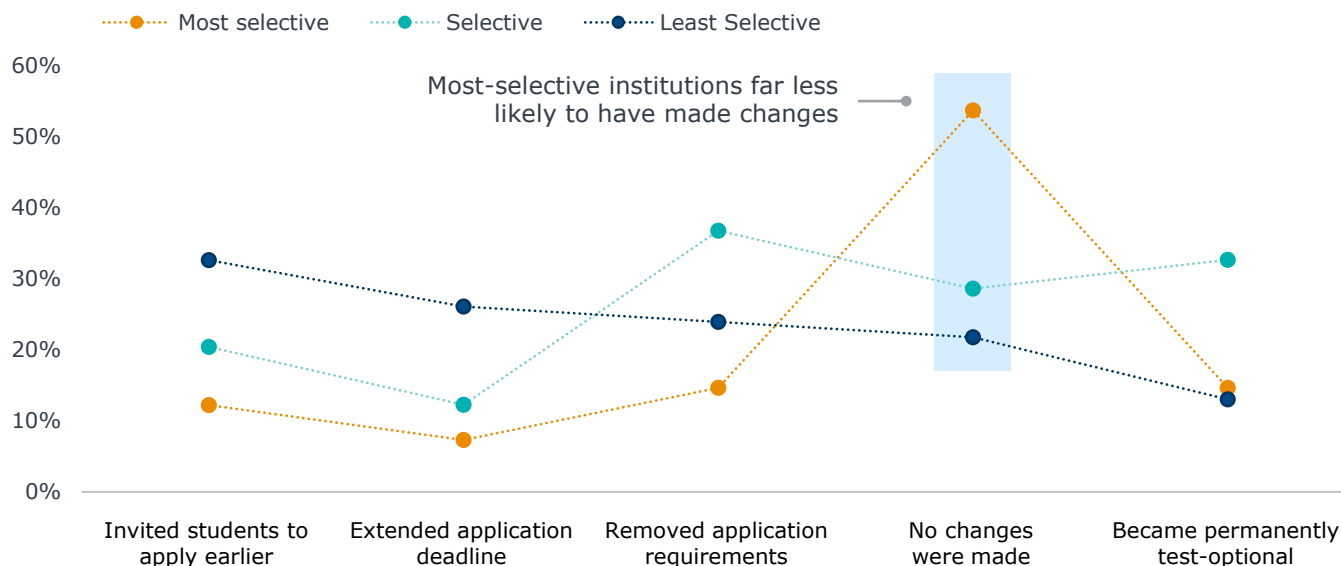 Most selective Selective Least Selective
60%
Most-selective institutions far less
likely to have made changes
50%
40%
30%
20%
10%
0%
Invited students to
apply earlier
Extended application
deadline
Removed application
requirements
No changes
were made
Became permanently
test-optional